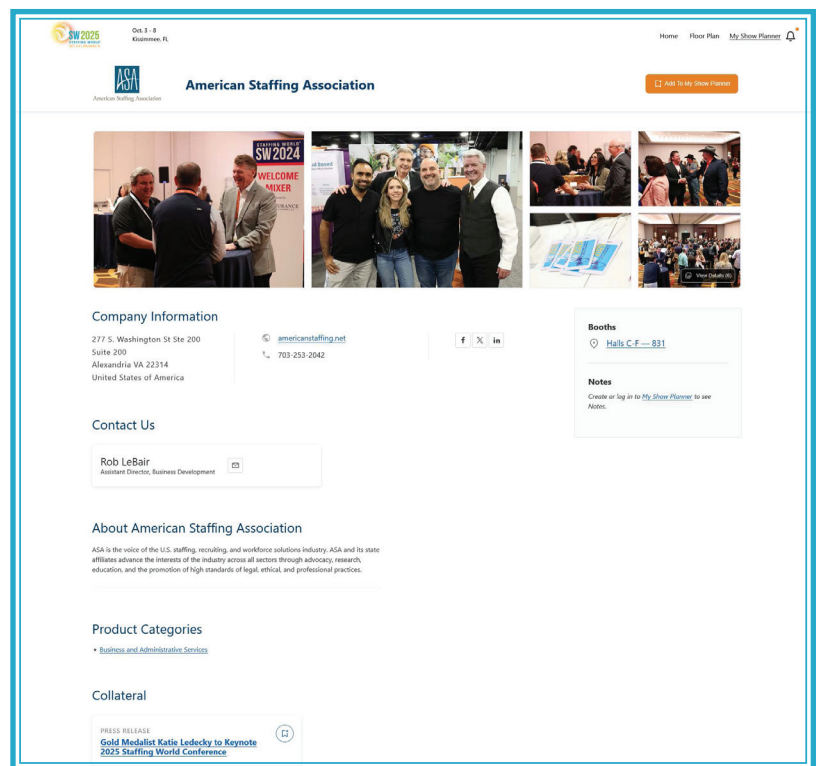 SW2025
STAFFING WORLD
Oct. 3 - 8
Kissimmee, FL
Home
Floor Plan
My Show Planner
ASA
American Staffing Association
American Staffing Association
Add To My Show Planner
STAFFING WORLD
SW2024
WELCOME
MIXER
View Details (6)
Company Information
277 S. Washington St Ste 200
Suite 200
Alexandria VA 22314
United States of America
americanstaffing.net
703-253-2042
f X in
Booths
Halls C-F — 831
Notes
Create or log in to My Show Planner to see
Notes.
Contact Us
Rob LeBair
Assistant Director, Business Development
About American Staffing Association
ASA is the voice of the U.S. staffing, recruiting, and workforce solutions industry. ASA and its state
affiliates advance the interests of the industry across all sectors through advocacy, research,
education, and the promotion of high standards of legal, ethical, and professional practices.
Product Categories
• Business and Administrative Services
Collateral
PRESS RELEASE
Gold Medalist Katie Ledecky to Keynote
2025 Staffing World Conference